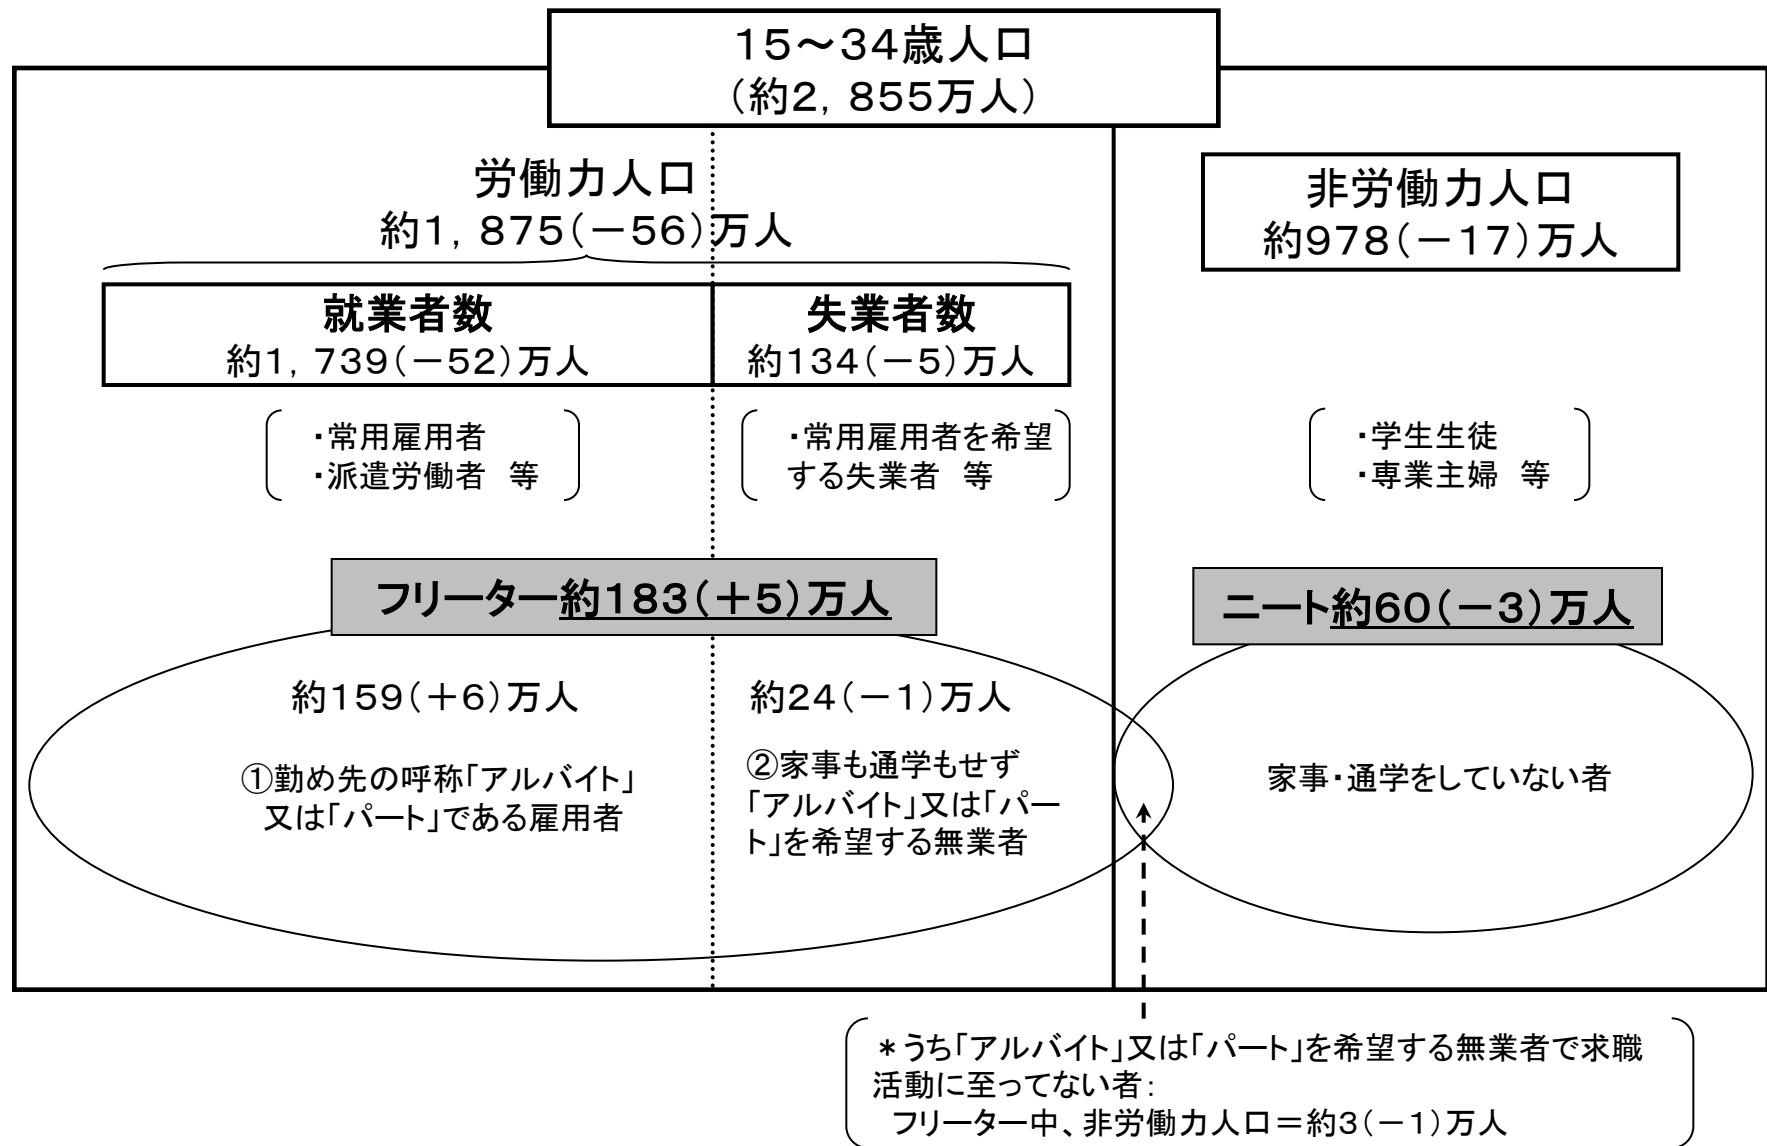 15～34歳人口
(約2,855万人)
労働力人口
約1,875(－56)万人
非労働力人口
約978(－17)万人
就業者数
約1,739(－52)万人
失業者数
約134(－5)万人
・常用雇用者
・派遣労働者 等
・常用雇用者を希望
する失業者 等
・学生生徒
・専業主婦 等
フリーター約183(＋5)万人
ニート約60(－3)万人
約159(＋6)万人
①勤め先の呼称「アルバイト」
又は「パート」である雇用者
約24(－1)万人
②家事も通学もせず
「アルバイト」又は「パー
ト」を希望する無業者
家事・通学をしていない者
＊うち「アルバイト」又は「パート」を希望する無業者で求職
活動に至ってない者：
フリーター中、非労働力人口＝約3(－1)万人